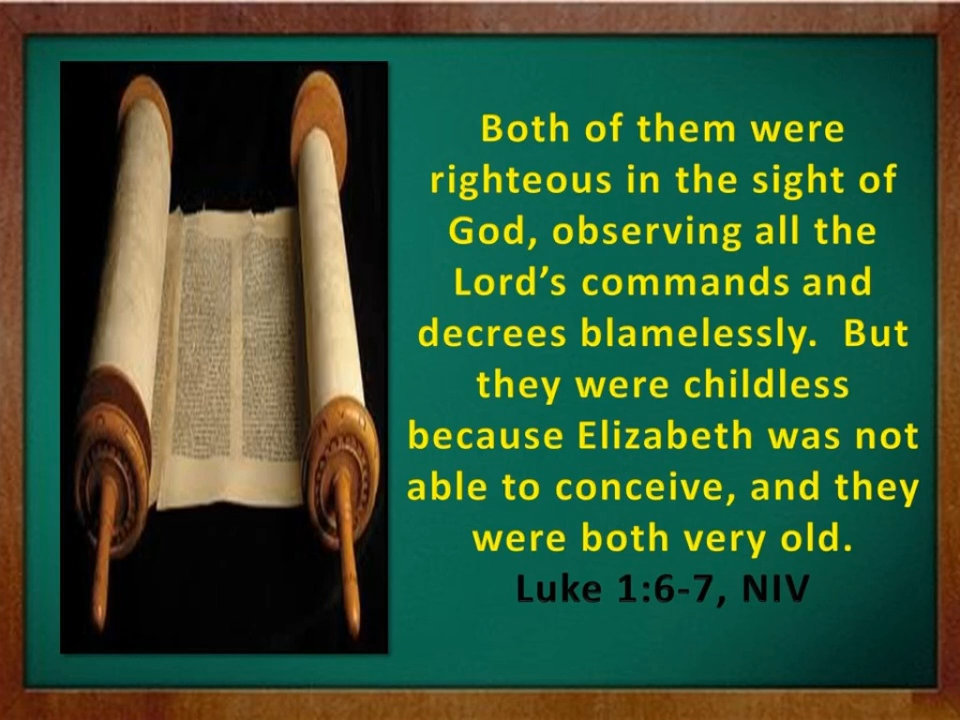 Both of them were
righteous in the sight of
God, observing all the
Lord’s commands and
decrees blamelessly.  But
they were childless
because Elizabeth was not
able to conceive, and they
were both very old.
Luke 1:6-7, NIV